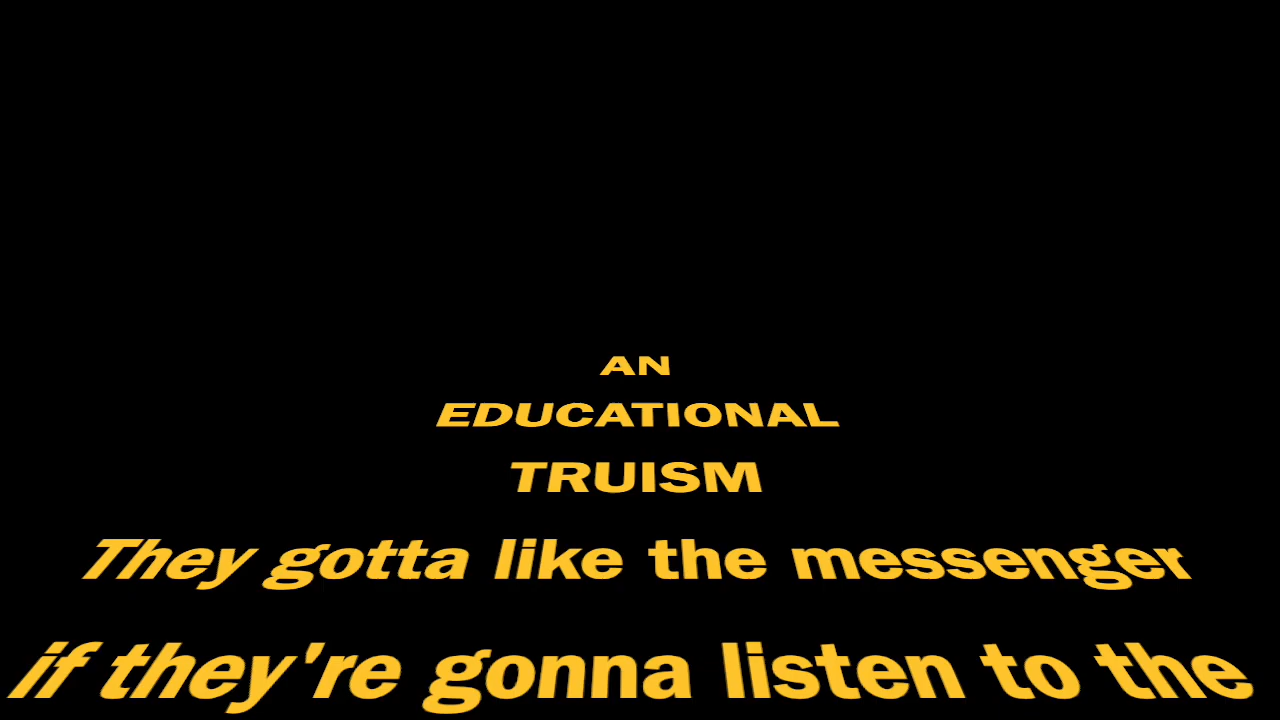 AN
EDUCATIONAL
TRUISM
They gotta like the messenger
if they're gonna listen to the